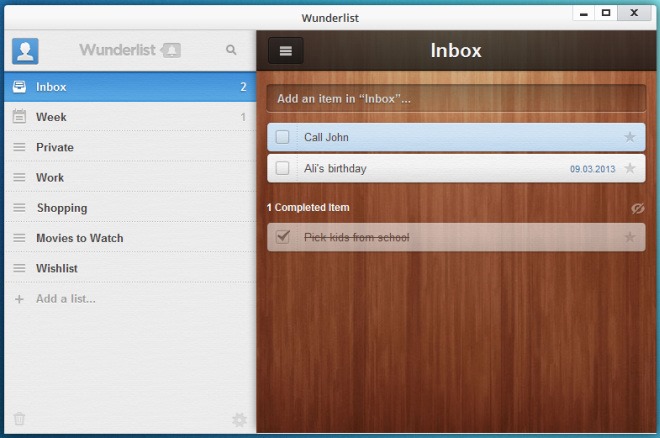 Wunderlist
Wunderlist
Inbox 2
Week 1
Private
Work
Shopping
Movies to Watch
Wishlist
+ Add a list...
Inbox
Add an item in “Inbox”...
Call John
Ali's birthday 09.03.2013
1 Completed Item
Pick kids from school